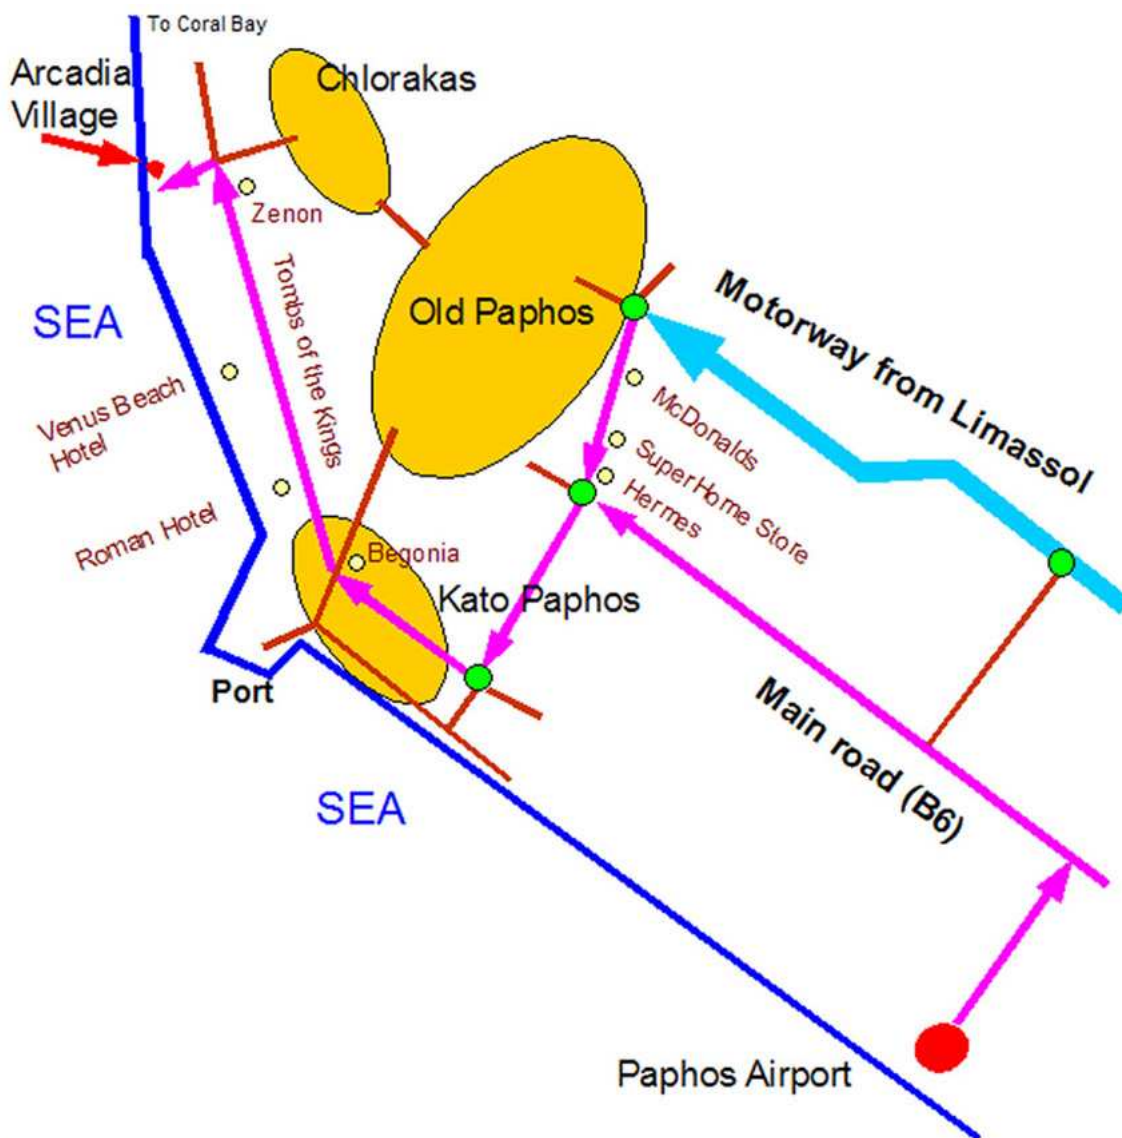 To Coral Bay
Arcadia
Village
Chlorakas
Zenon
SEA
Old Paphos
Motorway from Limassol
Tombs of the Kings
Venus Beach
Hotel
McDonalds
SuperHome Store
Hermes
Roman Hotel
Begonia
Kato Paphos
Port
Main road (B6)
SEA
Paphos Airport